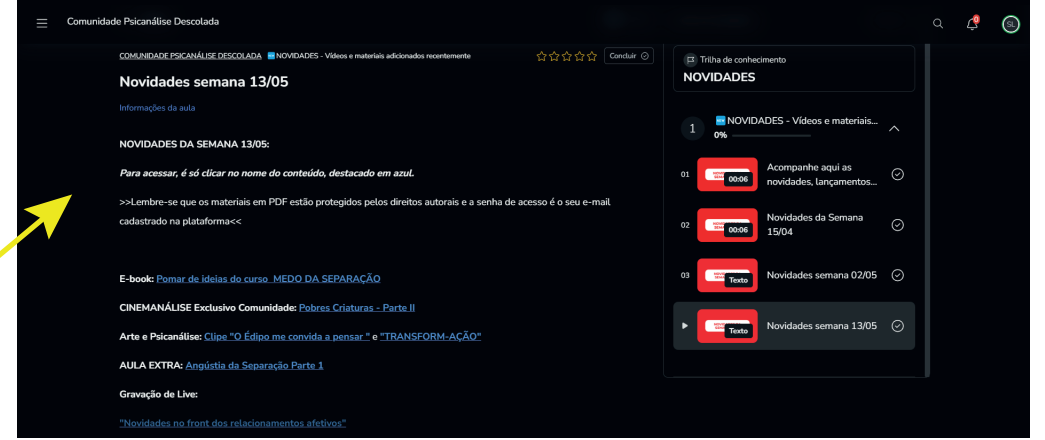 Comunidade Psicanálise Descolada
SL
COMUNIDADE PSICANÁLISE DESCOLADA NOVIDADES - Vídeos e materiais adicionados recentemente
Concluir
Novidades semana 13/05
Informações da aula
NOVIDADES DA SEMANA 13/05:
Para acessar, é só clicar no nome do conteúdo, destacado em azul.
>>Lembre-se que os materiais em PDF estão protegidos pelos direitos autorais e a senha de acesso é o seu e-mail
cadastrado na plataforma<<
E-book: Pomar de ideias do curso MEDO DA SEPARAÇÃO
CINEMANÁLISE Exclusivo Comunidade: Pobres Criaturas - Parte II
Arte e Psicanálise: Clipe "O Édipo me convida a pensar " e "TRANSFORM-AÇÃO"
AULA EXTRA: Angústia da Separação Parte 1
Gravação de Live:
"Novidades no front dos relacionamentos afetivos"
Trilha de conhecimento
NOVIDADES
1 NOVIDADES - Vídeos e materiais...
0%
01 00:06 Acompanhe aqui as
novidades, lançamentos...
02 00:06 Novidades da Semana
15/04
03 Texto Novidades semana 02/05
Texto Novidades semana 13/05